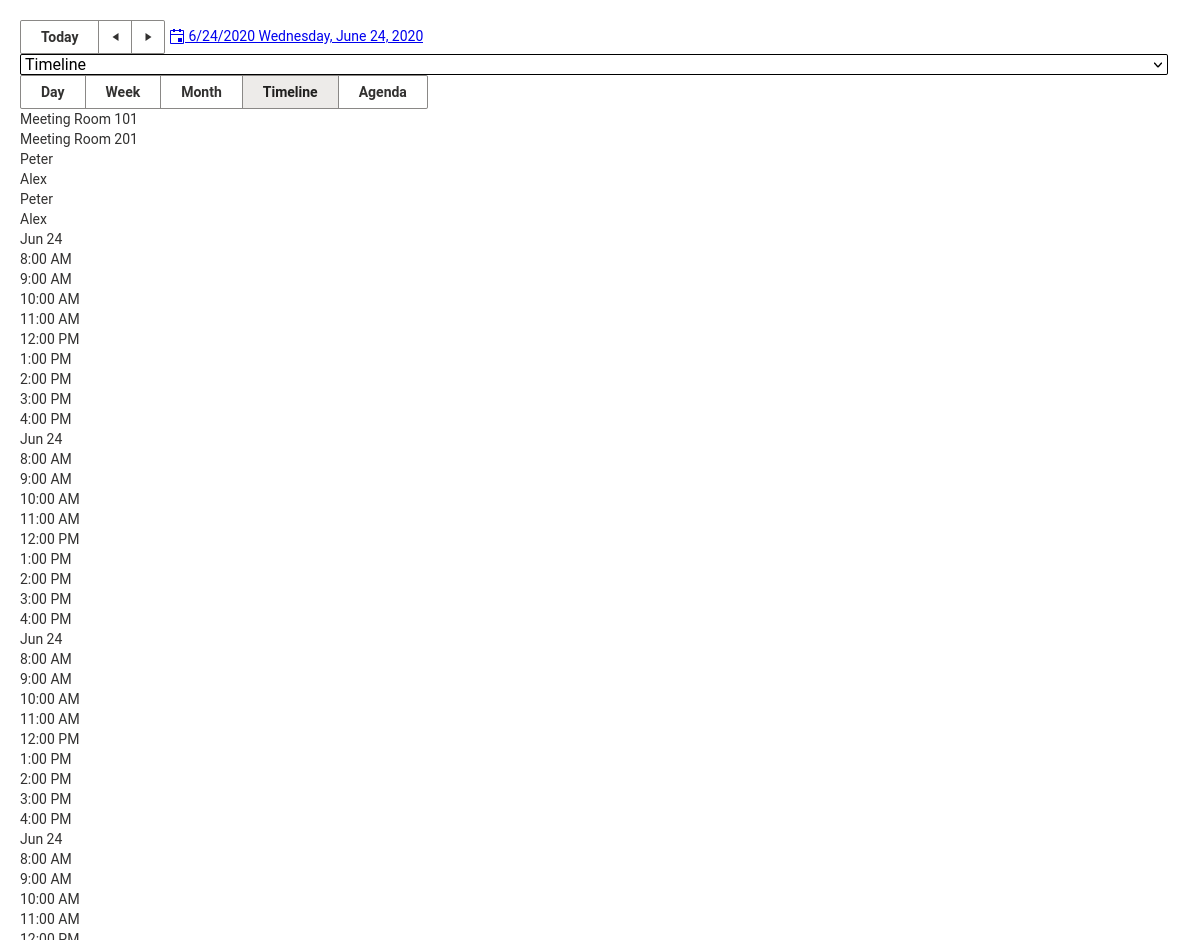 Today 6/24/2020 Wednesday, June 24, 2020
Timeline
Day Week Month Timeline Agenda
Meeting Room 101
Meeting Room 201
Peter
Alex
Peter
Alex
Jun 24
8:00 AM
9:00 AM
10:00 AM
11:00 AM
12:00 PM
1:00 PM
2:00 PM
3:00 PM
4:00 PM
Jun 24
8:00 AM
9:00 AM
10:00 AM
11:00 AM
12:00 PM
1:00 PM
2:00 PM
3:00 PM
4:00 PM
Jun 24
8:00 AM
9:00 AM
10:00 AM
11:00 AM
12:00 PM
1:00 PM
2:00 PM
3:00 PM
4:00 PM
Jun 24
8:00 AM
9:00 AM
10:00 AM
11:00 AM
12:00 PM